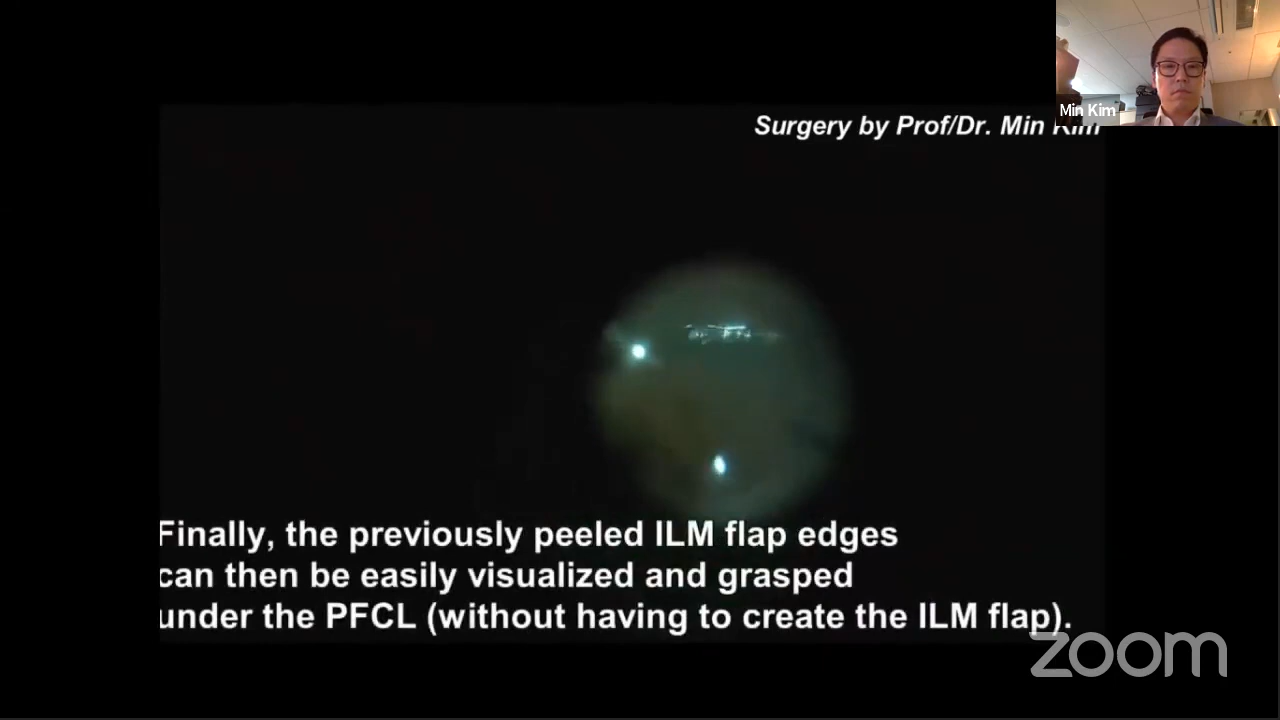 Surgery by Prof/Dr. Min Kim
Min Kim
Finally, the previously peeled ILM flap edges
can then be easily visualized and grasped
under the PFCL (without having to create the ILM flap).
zoom